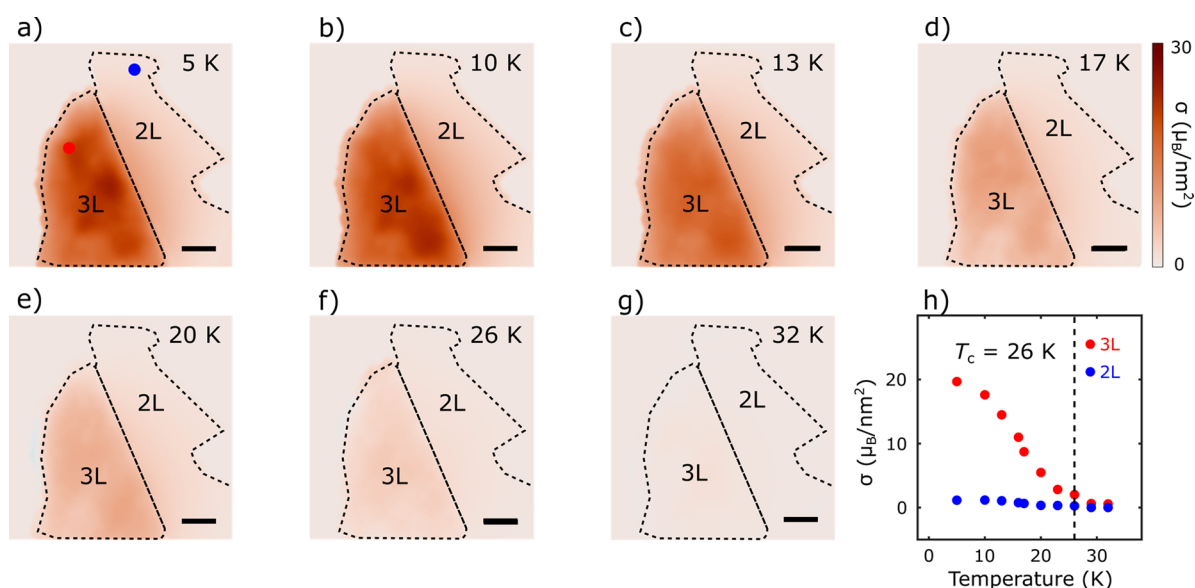 a)
5 K
2L
3L
b)
10 K
2L
3L
c)
13 K
2L
3L
d)
17 K
2L
3L
30
σ (μB/nm²)
0
e)
20 K
2L
3L
f)
26 K
2L
3L
g)
32 K
2L
3L
h)
Tc = 26 K
3L
2L
20
10
0
σ (μB/nm²)
0 10 20 30
Temperature (K)